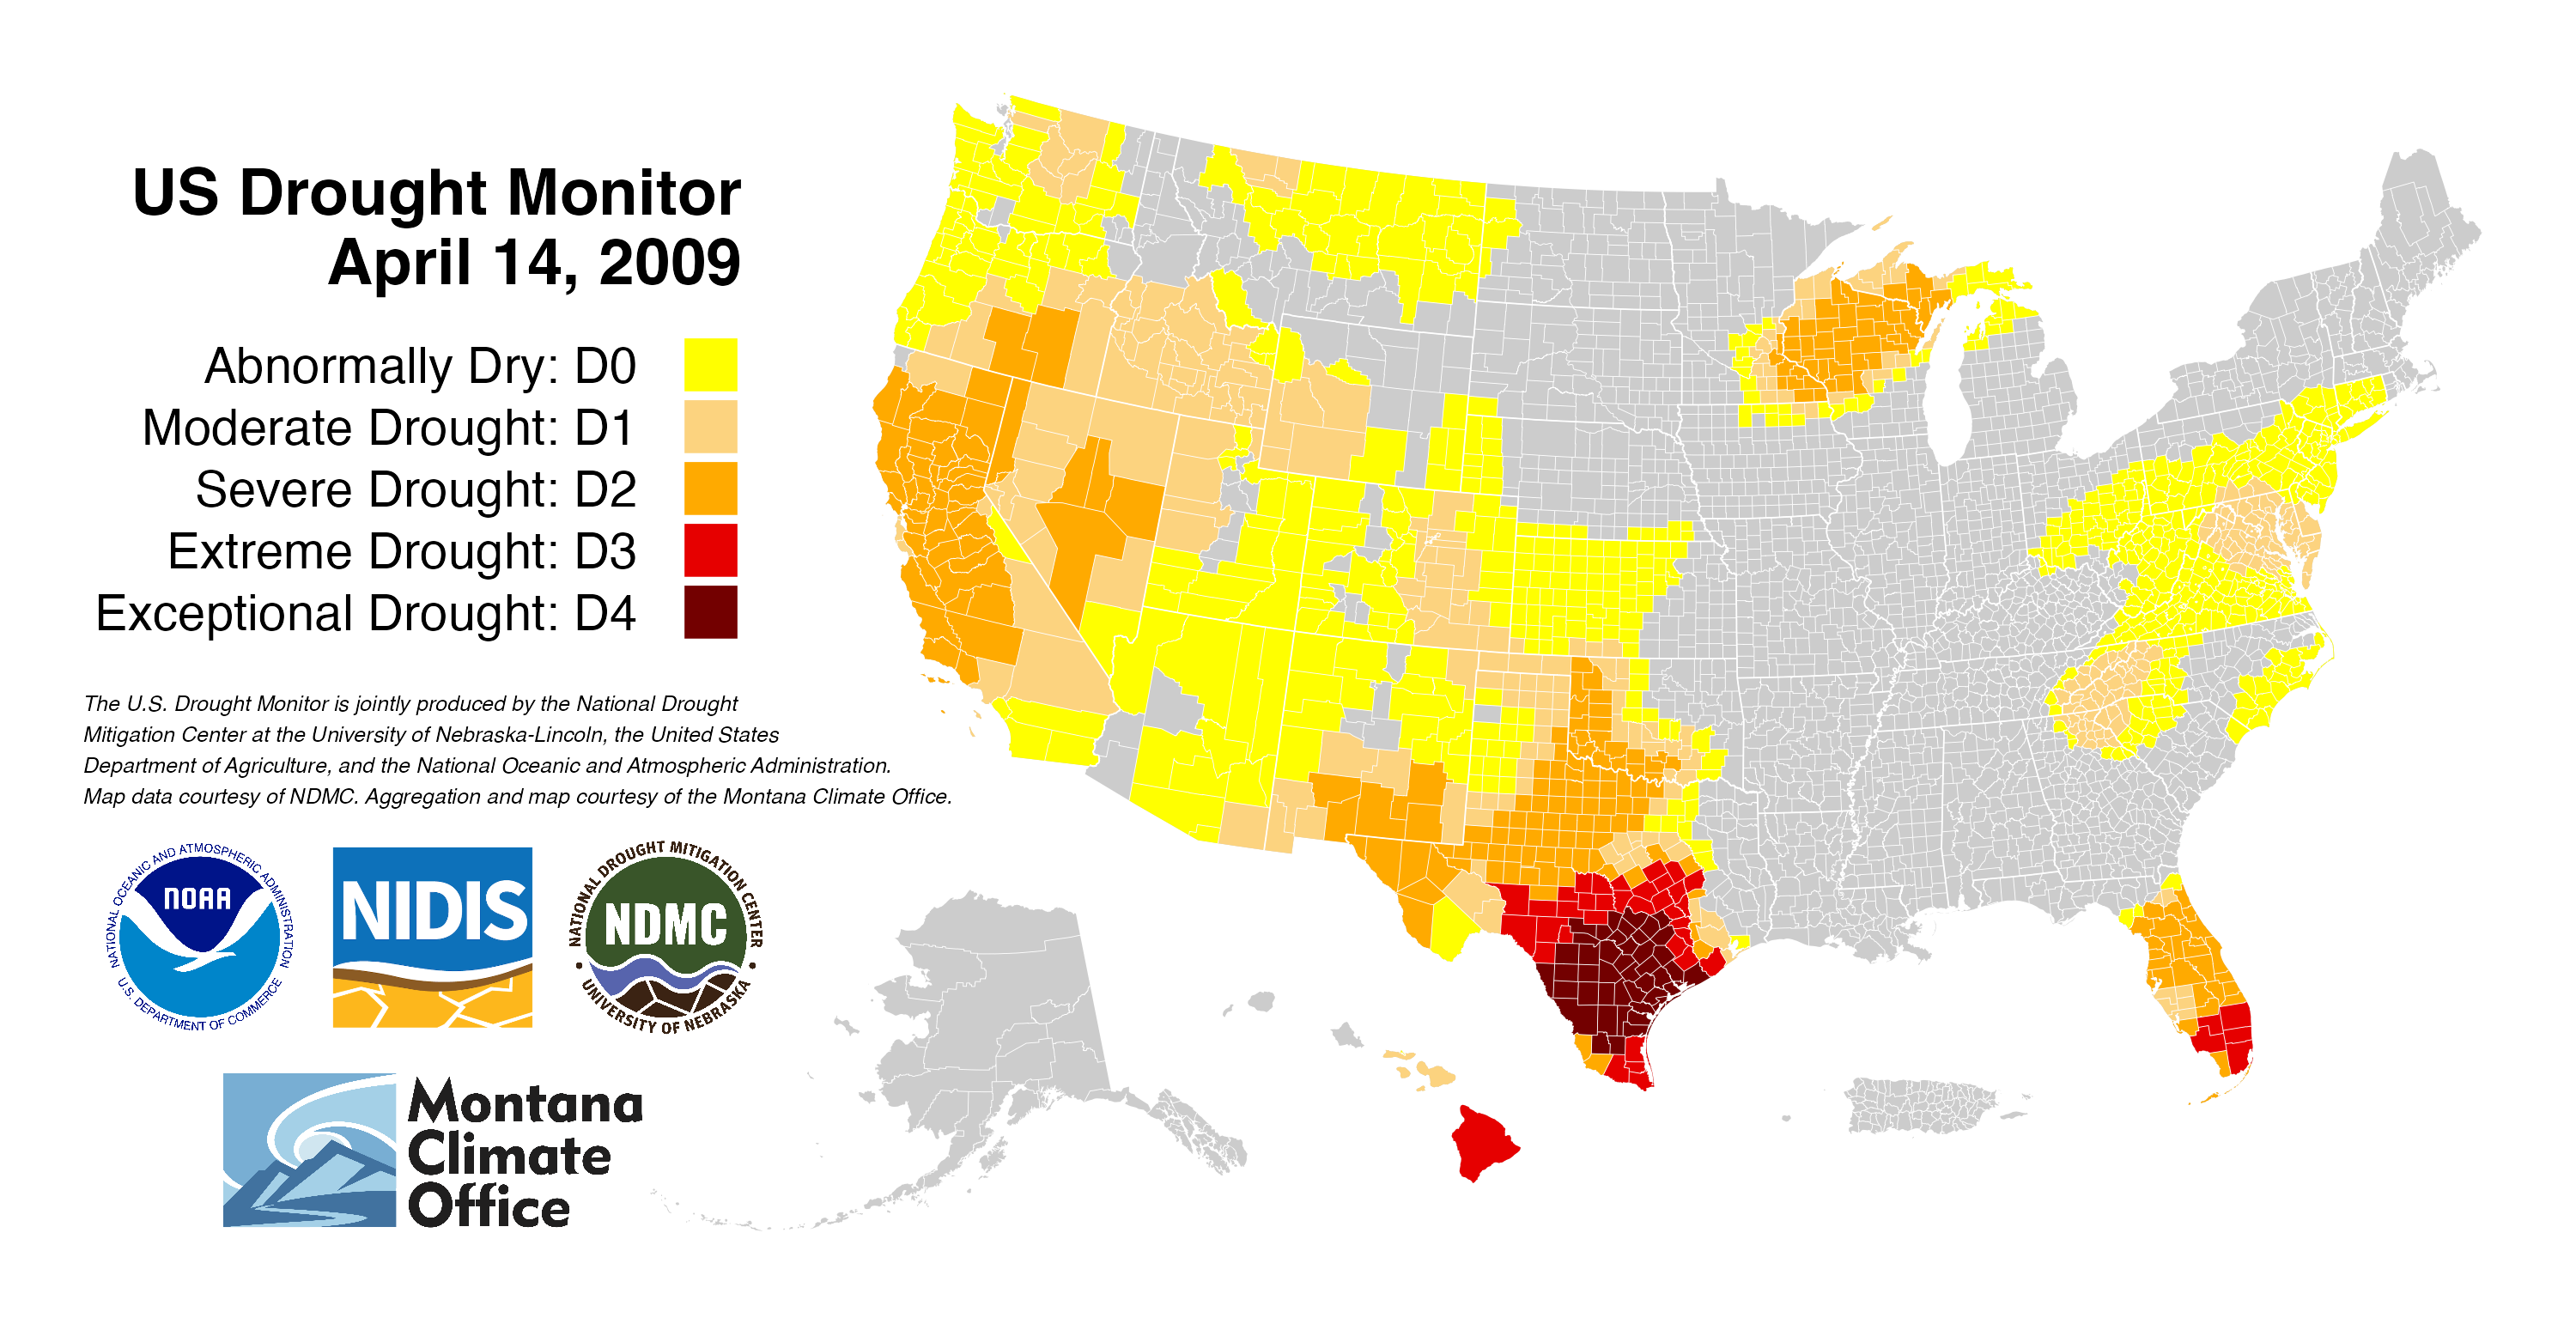 US Drought Monitor
April 14, 2009
Abnormally Dry: D0
Moderate Drought: D1
Severe Drought: D2
Extreme Drought: D3
Exceptional Drought: D4
The U.S. Drought Monitor is jointly produced by the National Drought
Mitigation Center at the University of Nebraska-Lincoln, the United States
Department of Agriculture, and the National Oceanic and Atmospheric Administration.
Map data courtesy of NDMC. Aggregation and map courtesy of the Montana Climate Office.
NATIONAL OCEANIC AND ATMOSPHERIC ADMINISTRATION
NOAA
U.S. DEPARTMENT OF COMMERCE
NIDIS
NATIONAL DROUGHT MITIGATION CENTER
NDMC
UNIVERSITY OF NEBRASKA
Montana
Climate
Office